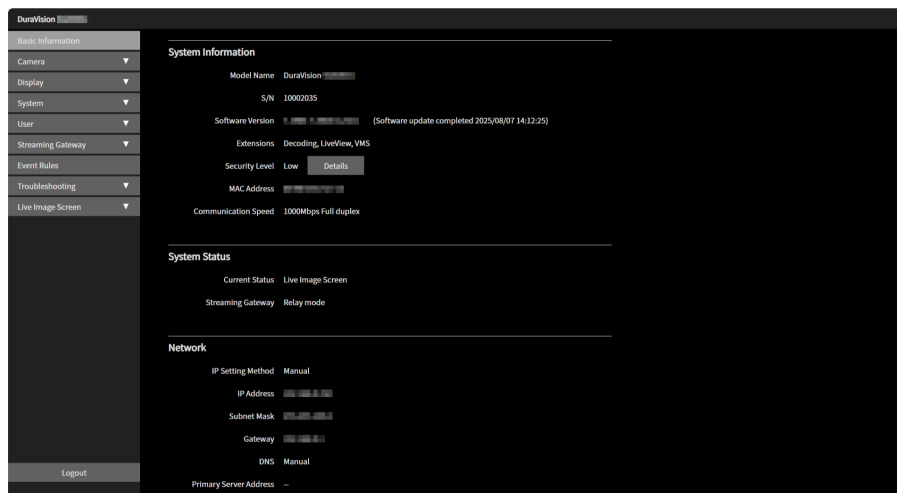 DuraVision
Basic Information
Camera
Display
System
User
Streaming Gateway
Event Rules
Troubleshooting
Live Image Screen
Logout
System Information
Model Name DuraVision
S/N 10002035
Software Version (Software update completed 2025/08/07 14:12:25)
Extensions Decoding, LiveView, VMS
Security Level Low Details
MAC Address
Communication Speed 1000Mbps Full duplex
System Status
Current Status Live Image Screen
Streaming Gateway Relay mode
Network
IP Setting Method Manual
IP Address
Subnet Mask
Gateway
DNS Manual
Primary Server Address --